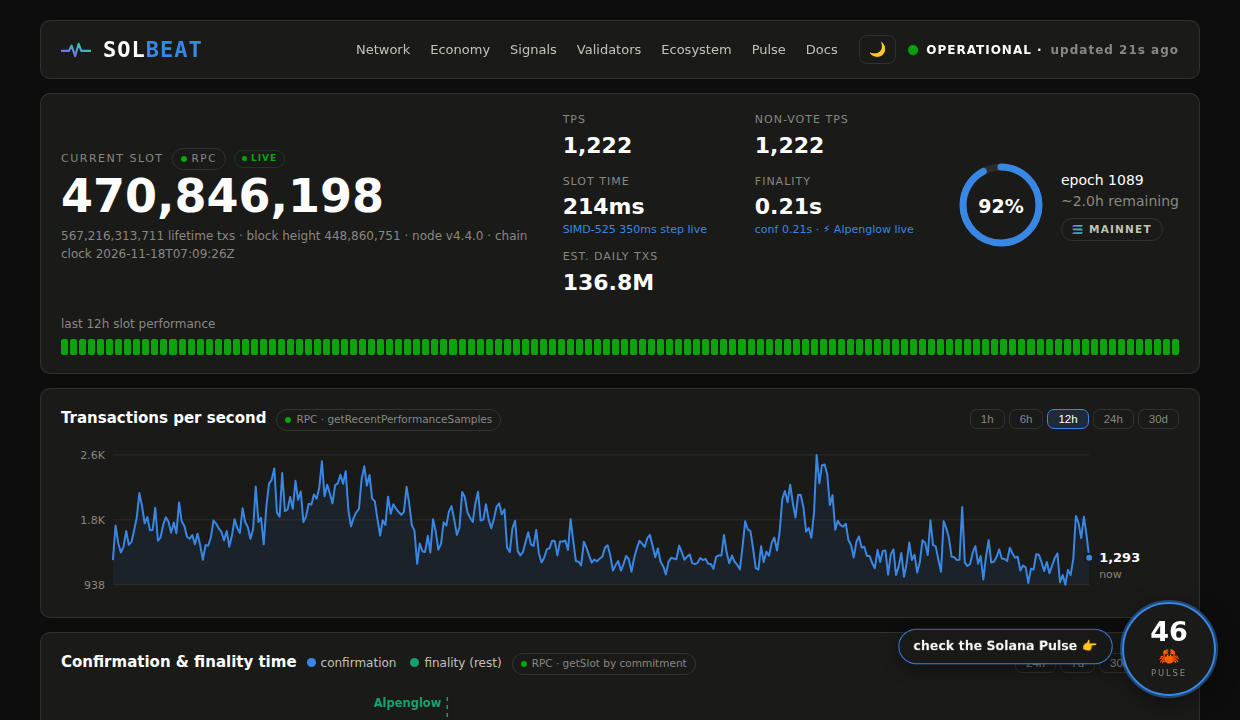 SOLBEAT
Network Economy Signals Validators Ecosystem Pulse Docs
OPERATIONAL · updated 21s ago
CURRENT SLOT RPC LIVE
470,846,198
567,216,313,711 lifetime txs · block height 448,860,751 · node v4.4.0 · chain
clock 2026-11-18T07:09:26Z
TPS
1,222
NON-VOTE TPS
1,222
SLOT TIME
214ms
SIMD-525 350ms step live
FINALITY
0.21s
conf 0.21s · ⚡ Alpenglow live
EST. DAILY TXS
136.8M
92%
epoch 1089
~2.0h remaining
MAINNET
last 12h slot performance
Transactions per second RPC · getRecentPerformanceSamples
1h 6h 12h 24h 30d
2.6K
1.8K
938
1,293
now
Confirmation & finality time confirmation finality (rest) RPC · getSlot by commitment
check the Solana Pulse 👉
46
PULSE
Alpenglow